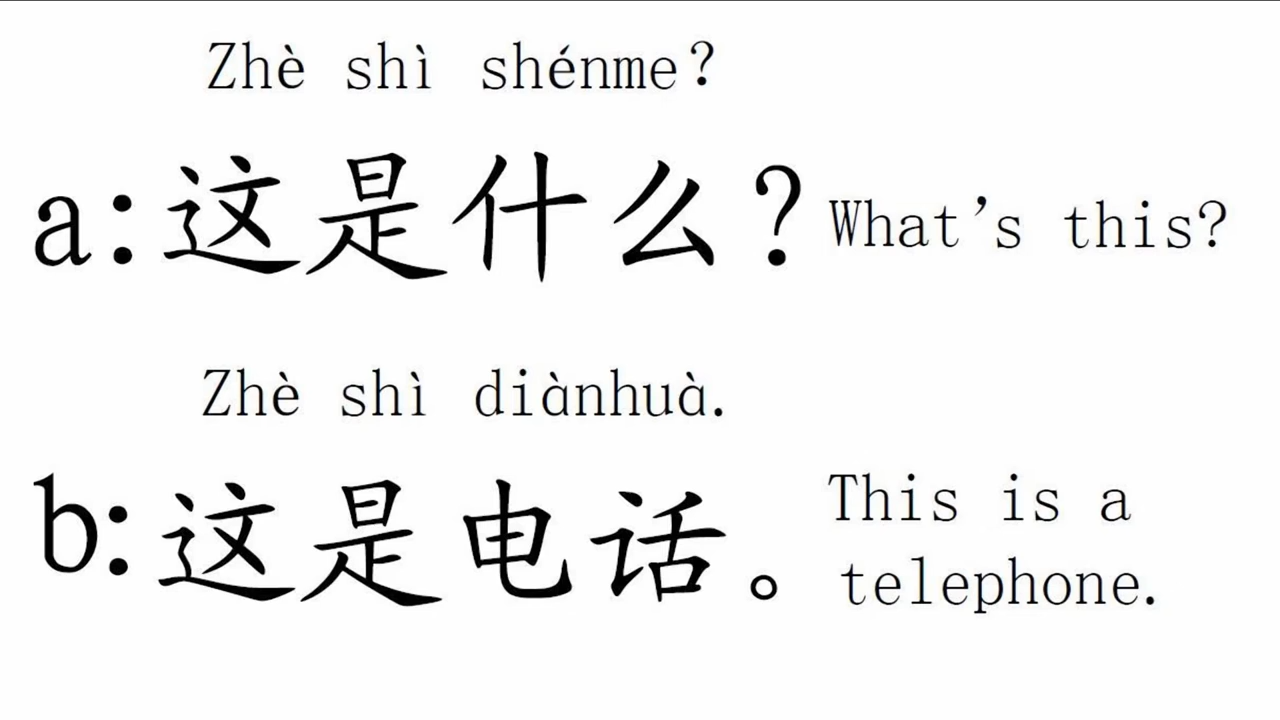 Zhè shì shénme?
a:这是什么？ What's this?
Zhè shì diànhuà.
b:这是电话。 This is a
telephone.